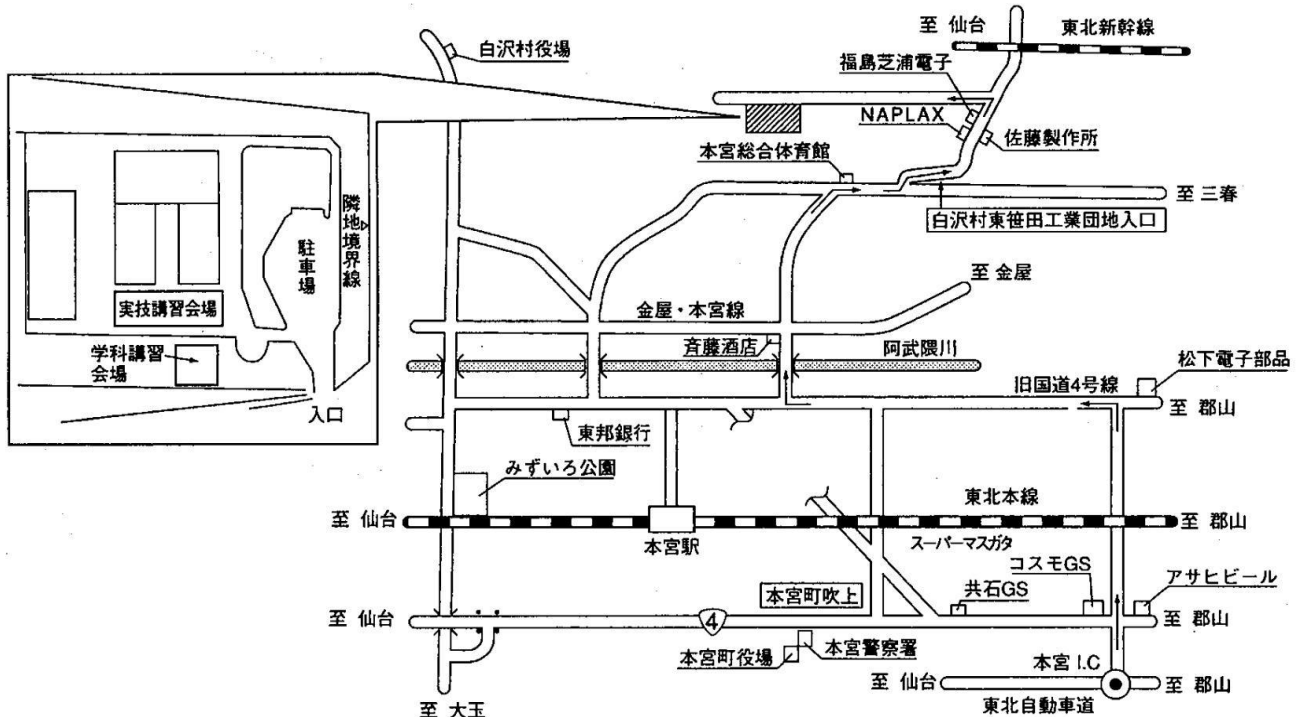 至 仙台
東北新幹線
白沢村役場
福島芝浦電子
NAPLAX
佐藤製作所
本宮総合体育館
至 三春
白沢村東笹田工業団地入口
隣地境界線
駐車場
実技講習会場
学科講習
会場
入口
至 金屋
金屋・本宮線
斉藤酒店
阿武隈川
松下電子部品
旧国道4号線
至 郡山
東邦銀行
みずいろ公園
東北本線
至 仙台
至 郡山
本宮駅
スーパーマスガタ
コスモGS
アサヒビール
本宮町吹上
共石GS
至 仙台
4
至 郡山
本宮町役場
本宮警察署
本宮 I.C
至 仙台
至 郡山
東北自動車道
至 大玉